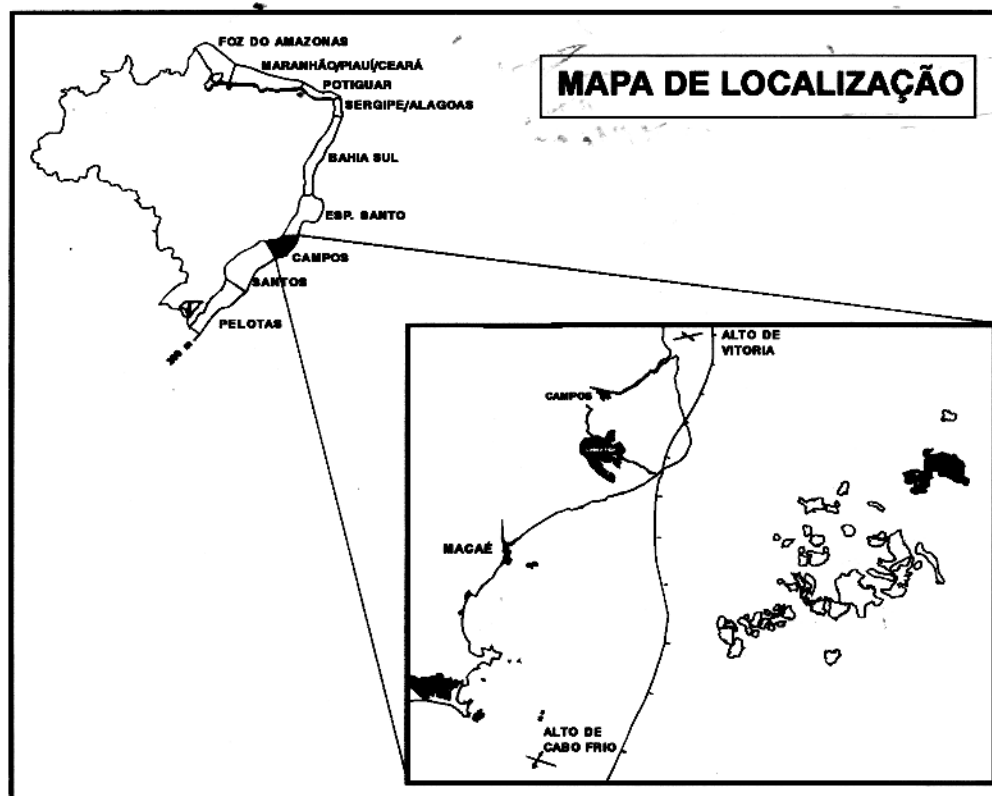 FOZ DO AMAZONAS
MARANHÃO/PIAUÍ/CEARÁ
POTIGUAR
SERGIPE/ALAGOAS
MAPA DE LOCALIZAÇÃO
BAHIA SUL
ESP. SANTO
CAMPOS
SANTOS
PELOTAS
200 m
ALTO DE
VITORIA
CAMPOS
MACAÉ
ALTO DE
CABO FRIO